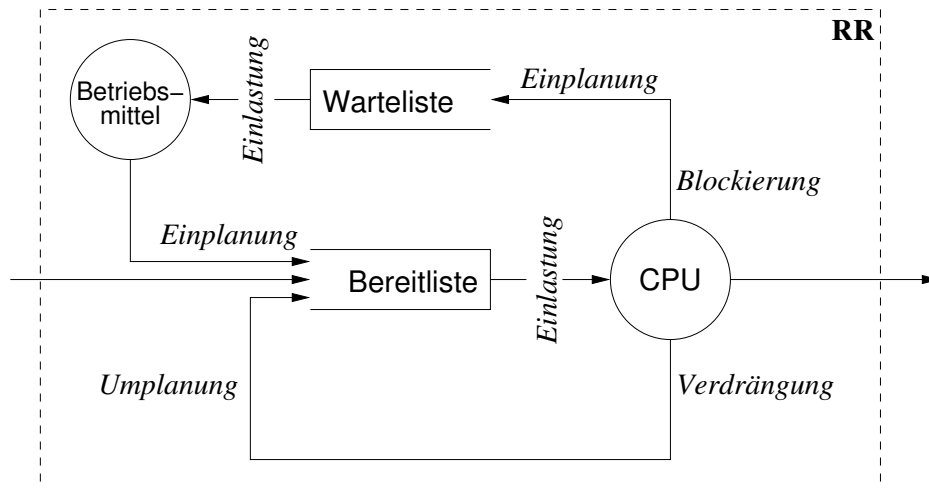 RR
Betriebs–
mittel
Einlastung
Warteliste
Einplanung
Blockierung
Einplanung
Bereitliste
Einlastung
CPU
Umplanung
Verdrängung